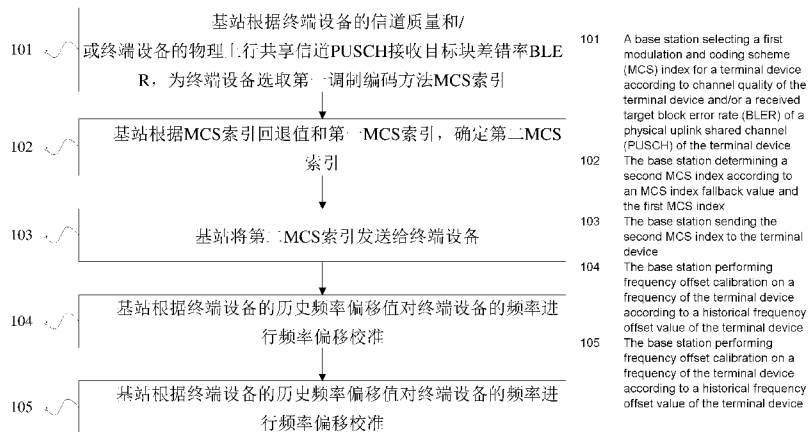 基站根据终端设备的信道质量和/
或终端设备的物理上行共享信道PUSCH接收目标块差错率BLE
R，为终端设备选取第一调制编码方法MCS索引
101
基站根据MCS索引回退值和第一MCS索引，确定第二MCS
索引
102
基站将第二MCS索引发送给终端设备
103
基站根据终端设备的历史频率偏移值对终端设备的频率进
行频率偏移校准
104
基站根据终端设备的历史频率偏移值对终端设备的频率进
行频率偏移校准
105
101 A base station selecting a first
modulation and coding scheme
(MCS) index for a terminal device
according to channel quality of the
terminal device and/or a received
target block error rate (BLER) of a
physical uplink shared channel
(PUSCH) of the terminal device
102 The base station determining a
second MCS index according to
an MCS index fallback value and
the first MCS index
103 The base station sending the
second MCS index to the terminal
device
104 The base station performing
frequency offset calibration on a
frequency of the terminal device
according to a historical frequency
offset value of the terminal device
105 The base station performing
frequency offset calibration on a
frequency of the terminal device
according to a historical frequency
offset value of the terminal device